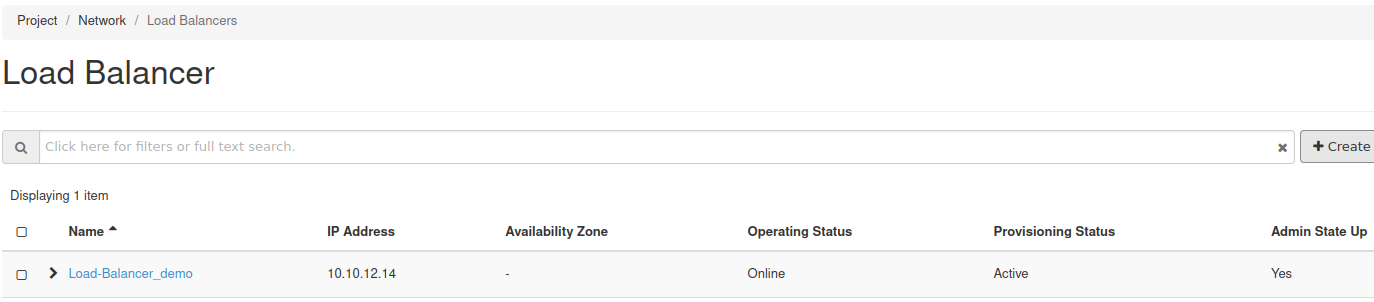 Project / Network / Load Balancers
Load Balancer
Click here for filters or full text search. × + Create
Displaying 1 item
Name IP Address Availability Zone Operating Status Provisioning Status Admin State Up
Load-Balancer_demo 10.10.12.14 - Online Active Yes